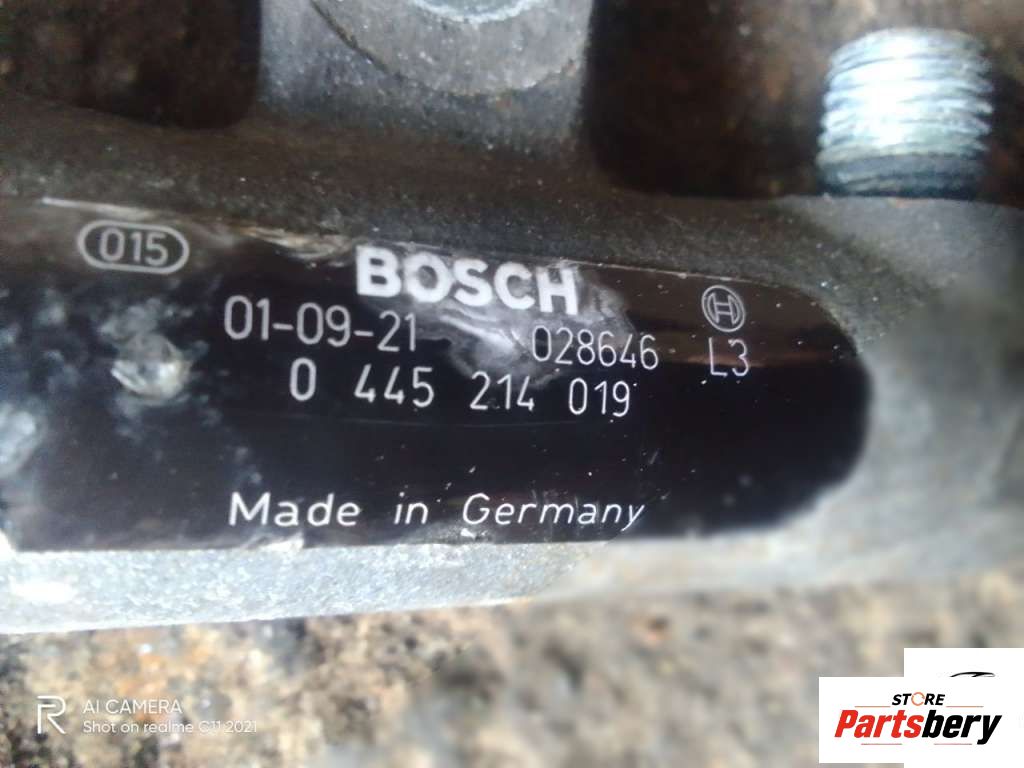 015
BOSCH
01-09-21 028646 L3
0 445 214 019
Made in Germany
AI CAMERA
Shot on realme C11 2021
STORE
Partsbery